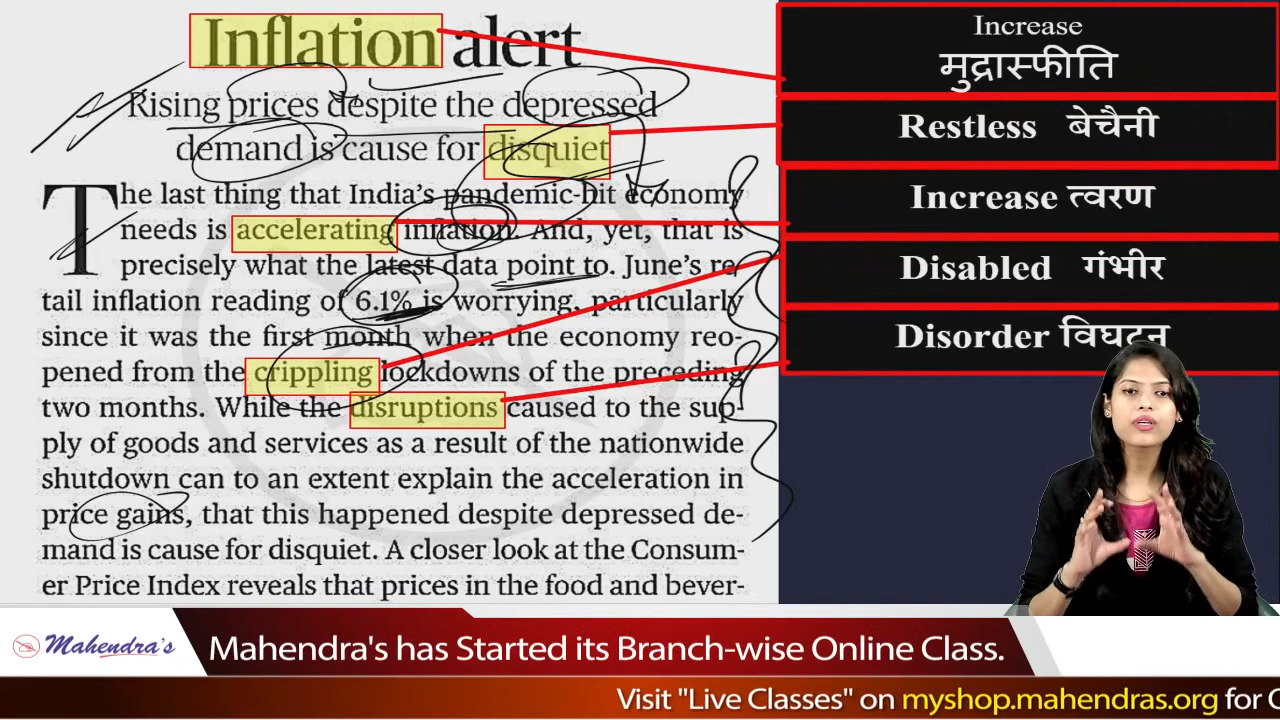 Inflation alert
Rising prices despite the depressed
demand is cause for disquiet
The last thing that India's pandemic-hit economy
needs is accelerating inflation. And, yet, that is
precisely what the latest data point to. June's re-
tail inflation reading of 6.1% is worrying, particularly
since it was the first month when the economy reo-
pened from the crippling lockdowns of the preceding
two months. While the disruptions caused to the sup-
ply of goods and services as a result of the nationwide
shutdown can to an extent explain the acceleration in
price gains, that this happened despite depressed de-
mand is cause for disquiet. A closer look at the Consum-
er Price Index reveals that prices in the food and bever-
Increase
मुद्रास्फीति
Restless बेचैनी
Increase त्वरण
Disabled गंभीर
Disorder विघटन
Mahendra's
Mahendra's has Started its Branch-wise Online Class.
Visit "Live Classes" on myshop.mahendras.org for